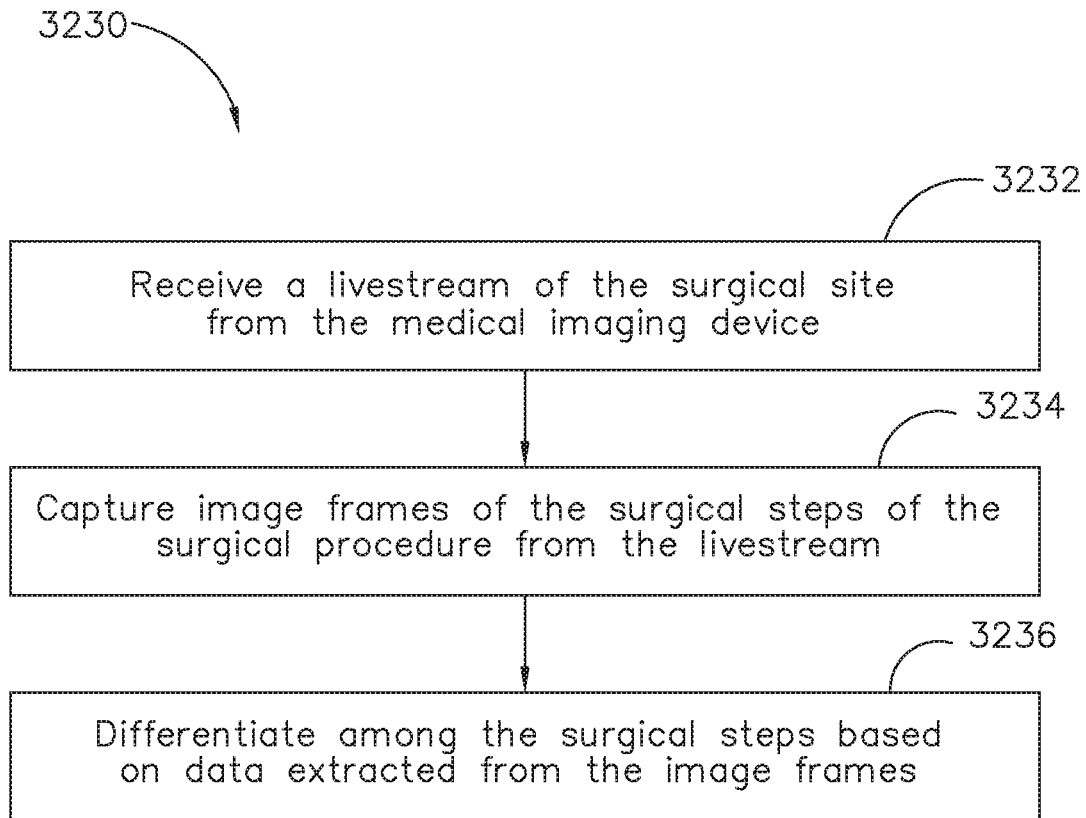 3230
3232
Receive a livestream of the surgical site
from the medical imaging device
3234
Capture image frames of the surgical steps of the
surgical procedure from the livestream
3236
Differentiate among the surgical steps based
on data extracted from the image frames